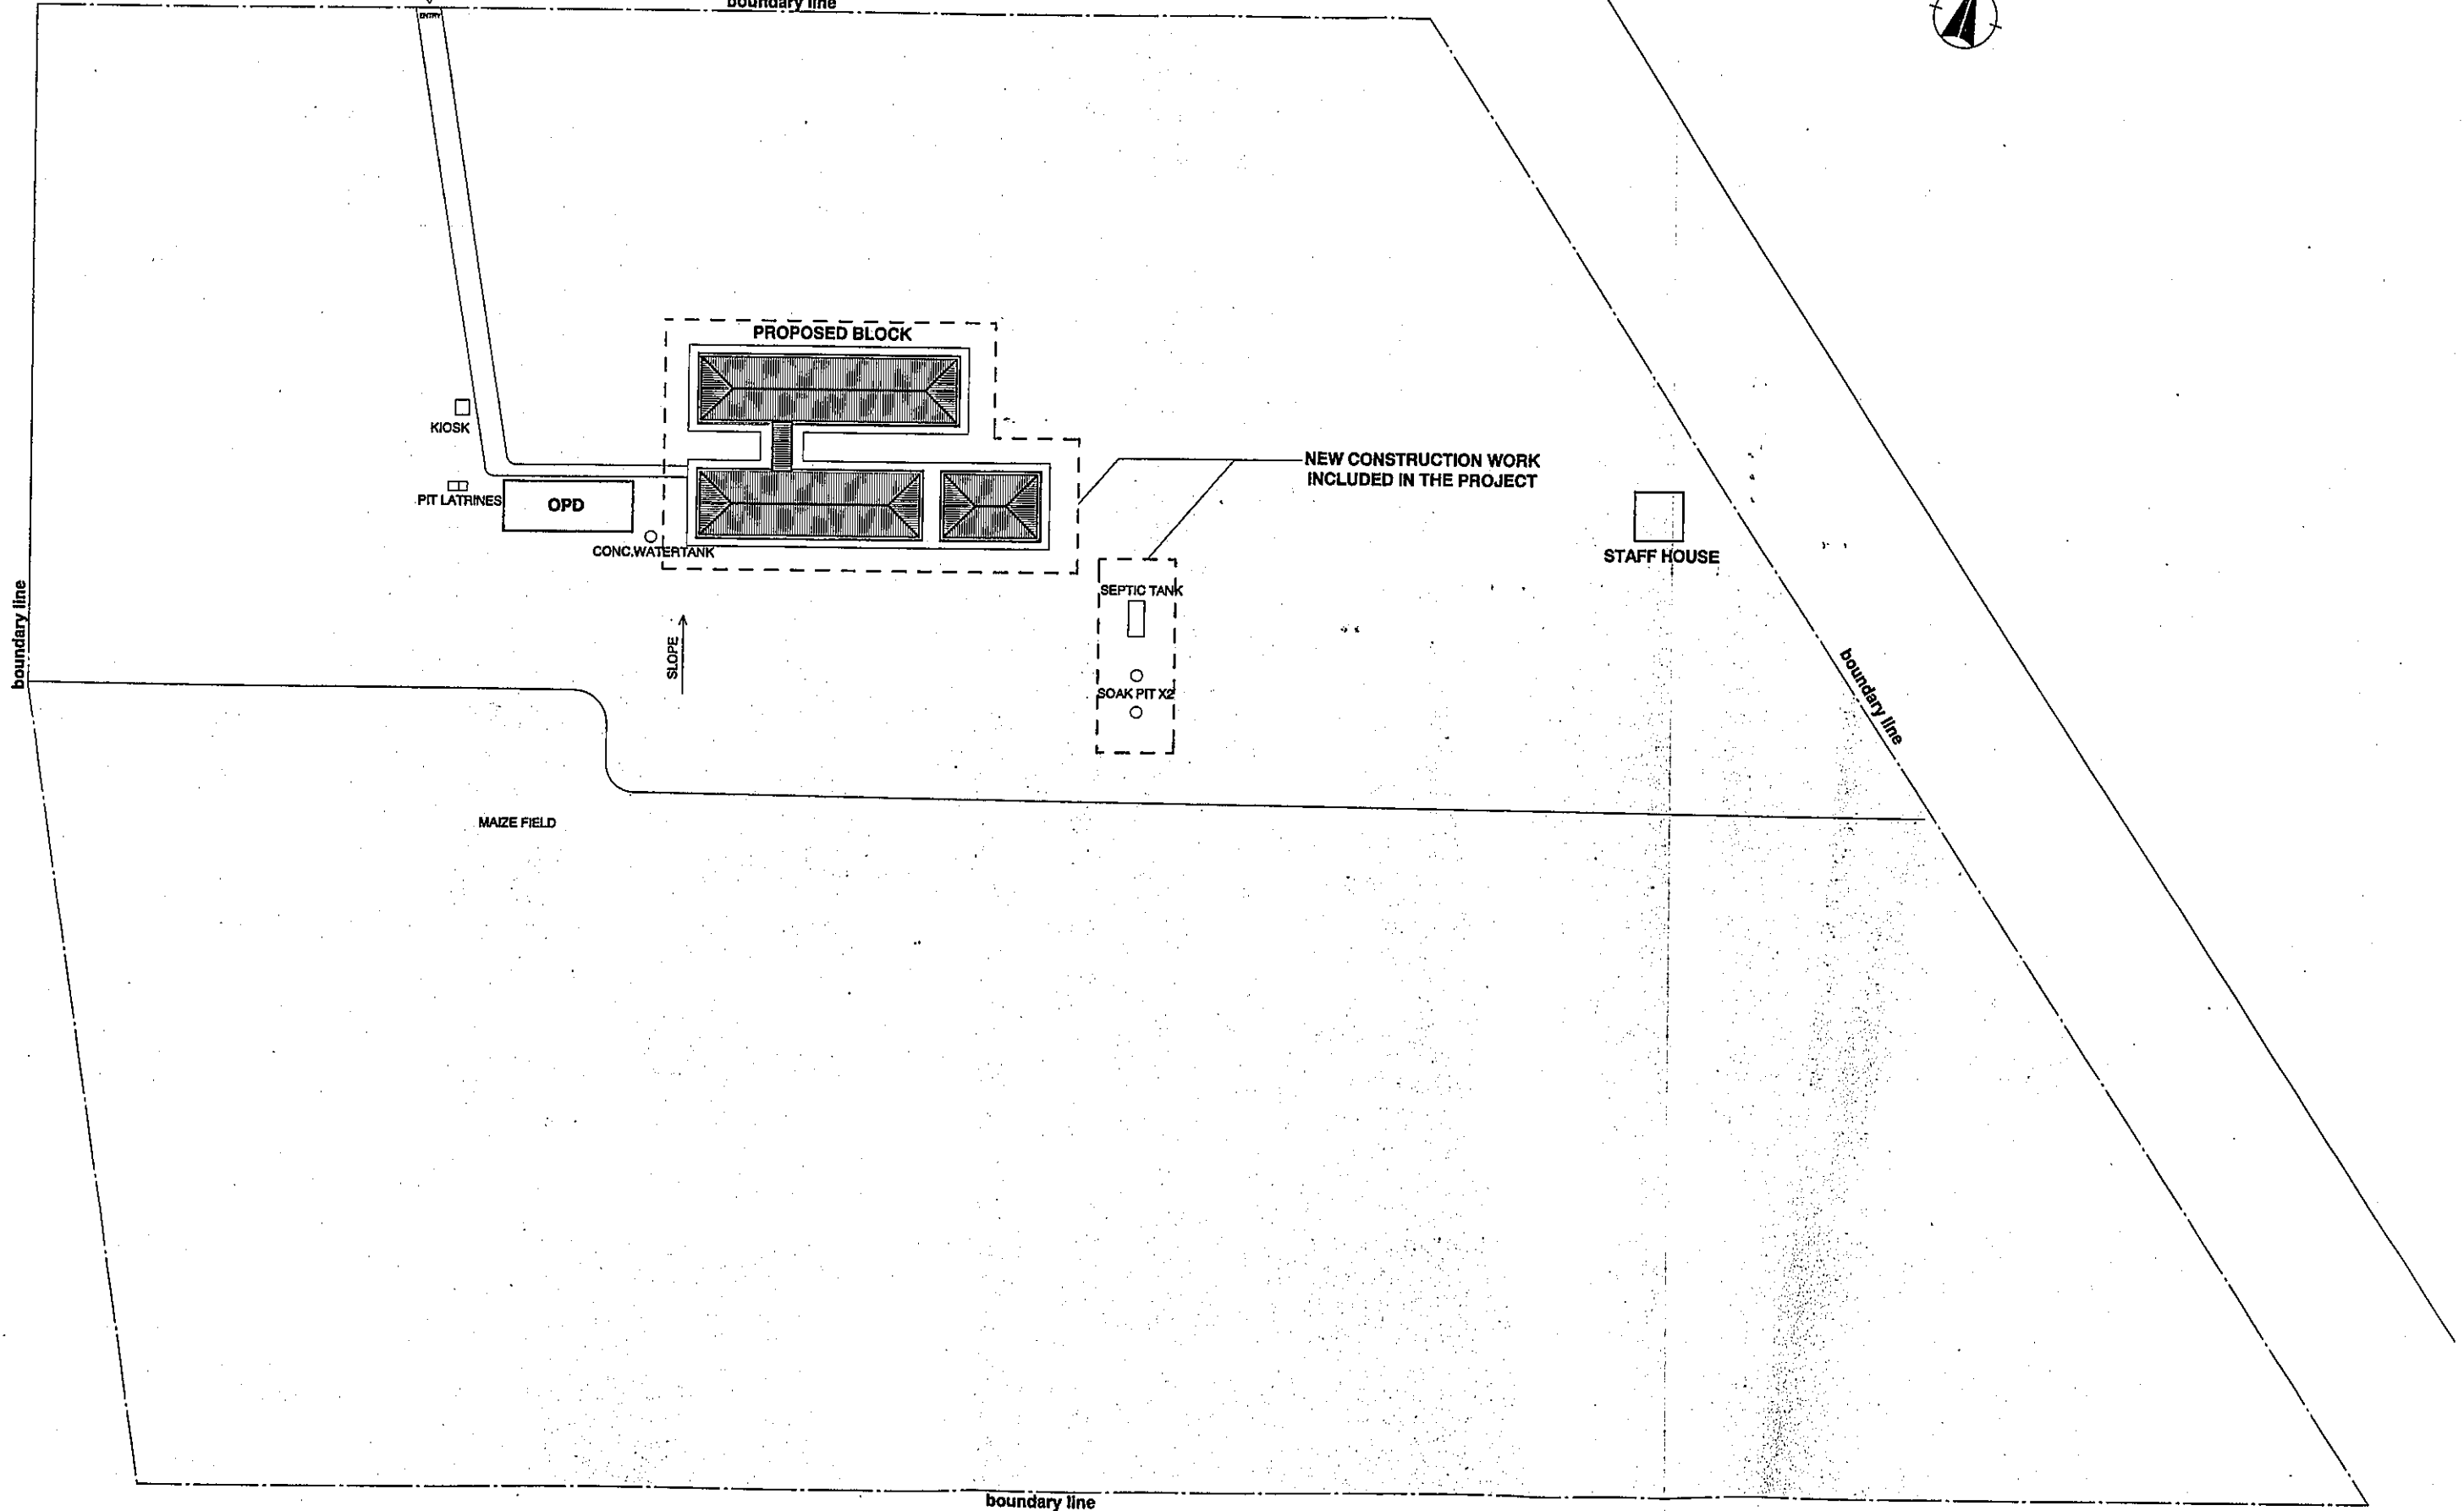 boundary line
ENTRY
PROPOSED BLOCK
KIOSK
NEW CONSTRUCTION WORK
INCLUDED IN THE PROJECT
PIT LATRINES
OPD
CONC.WATERTANK
STAFF HOUSE
SEPTIC TANK
boundary line
SLOPE
SOAK PIT X2
boundary line
MAIZE FIELD
boundary line